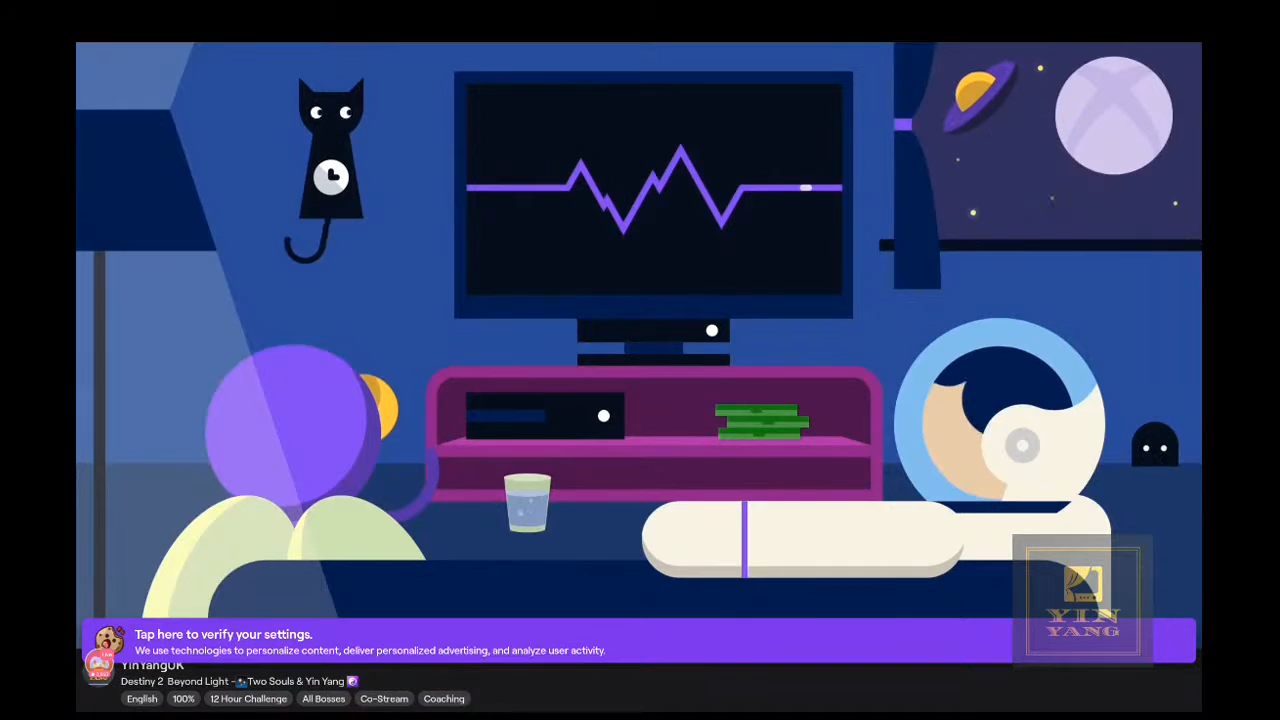 Tap here to verify your settings.
We use technologies to personalize content, deliver personalized advertising, and analyze user activity.
YinYangUK
Destiny 2 Beyond Light - Two Souls & Yin Yang
English 100% 12 Hour Challenge All Bosses Co-Stream Coaching
YIN
YANG